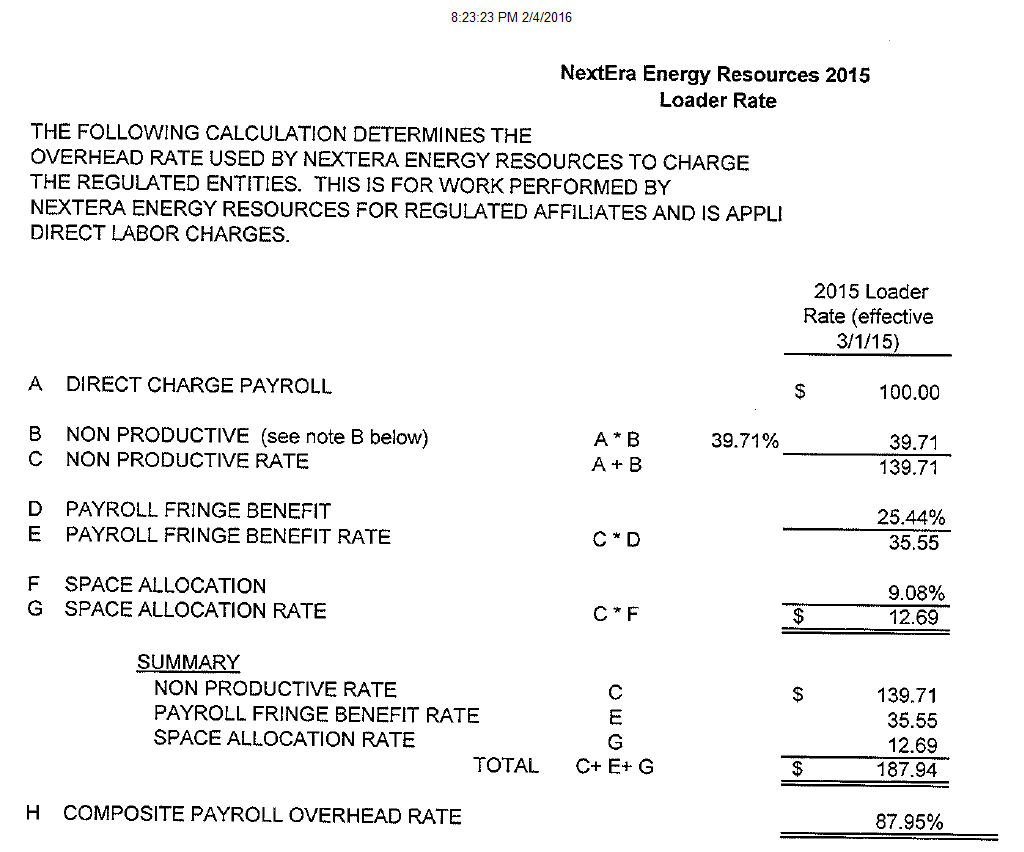 8:23:23 PM 2/4/2016
NextEra Energy Resources 2015
Loader Rate
THE FOLLOWING CALCULATION DETERMINES THE
OVERHEAD RATE USED BY NEXTERA ENERGY RESOURCES TO CHARGE
THE REGULATED ENTITIES. THIS IS FOR WORK PERFORMED BY
NEXTERA ENERGY RESOURCES FOR REGULATED AFFILIATES AND IS APPLI
DIRECT LABOR CHARGES.
2015 Loader
Rate (effective
3/1/15)
A DIRECT CHARGE PAYROLL $ 100.00
B NON PRODUCTIVE (see note B below) A * B 39.71% 39.71
C NON PRODUCTIVE RATE A + B 139.71
D PAYROLL FRINGE BENEFIT 25.44%
E PAYROLL FRINGE BENEFIT RATE C * D 35.55
F SPACE ALLOCATION 9.08%
G SPACE ALLOCATION RATE C * F $ 12.69
SUMMARY
NON PRODUCTIVE RATE C $ 139.71
PAYROLL FRINGE BENEFIT RATE E 35.55
SPACE ALLOCATION RATE G 12.69
TOTAL C+ E+ G $ 187.94
H COMPOSITE PAYROLL OVERHEAD RATE 87.95%